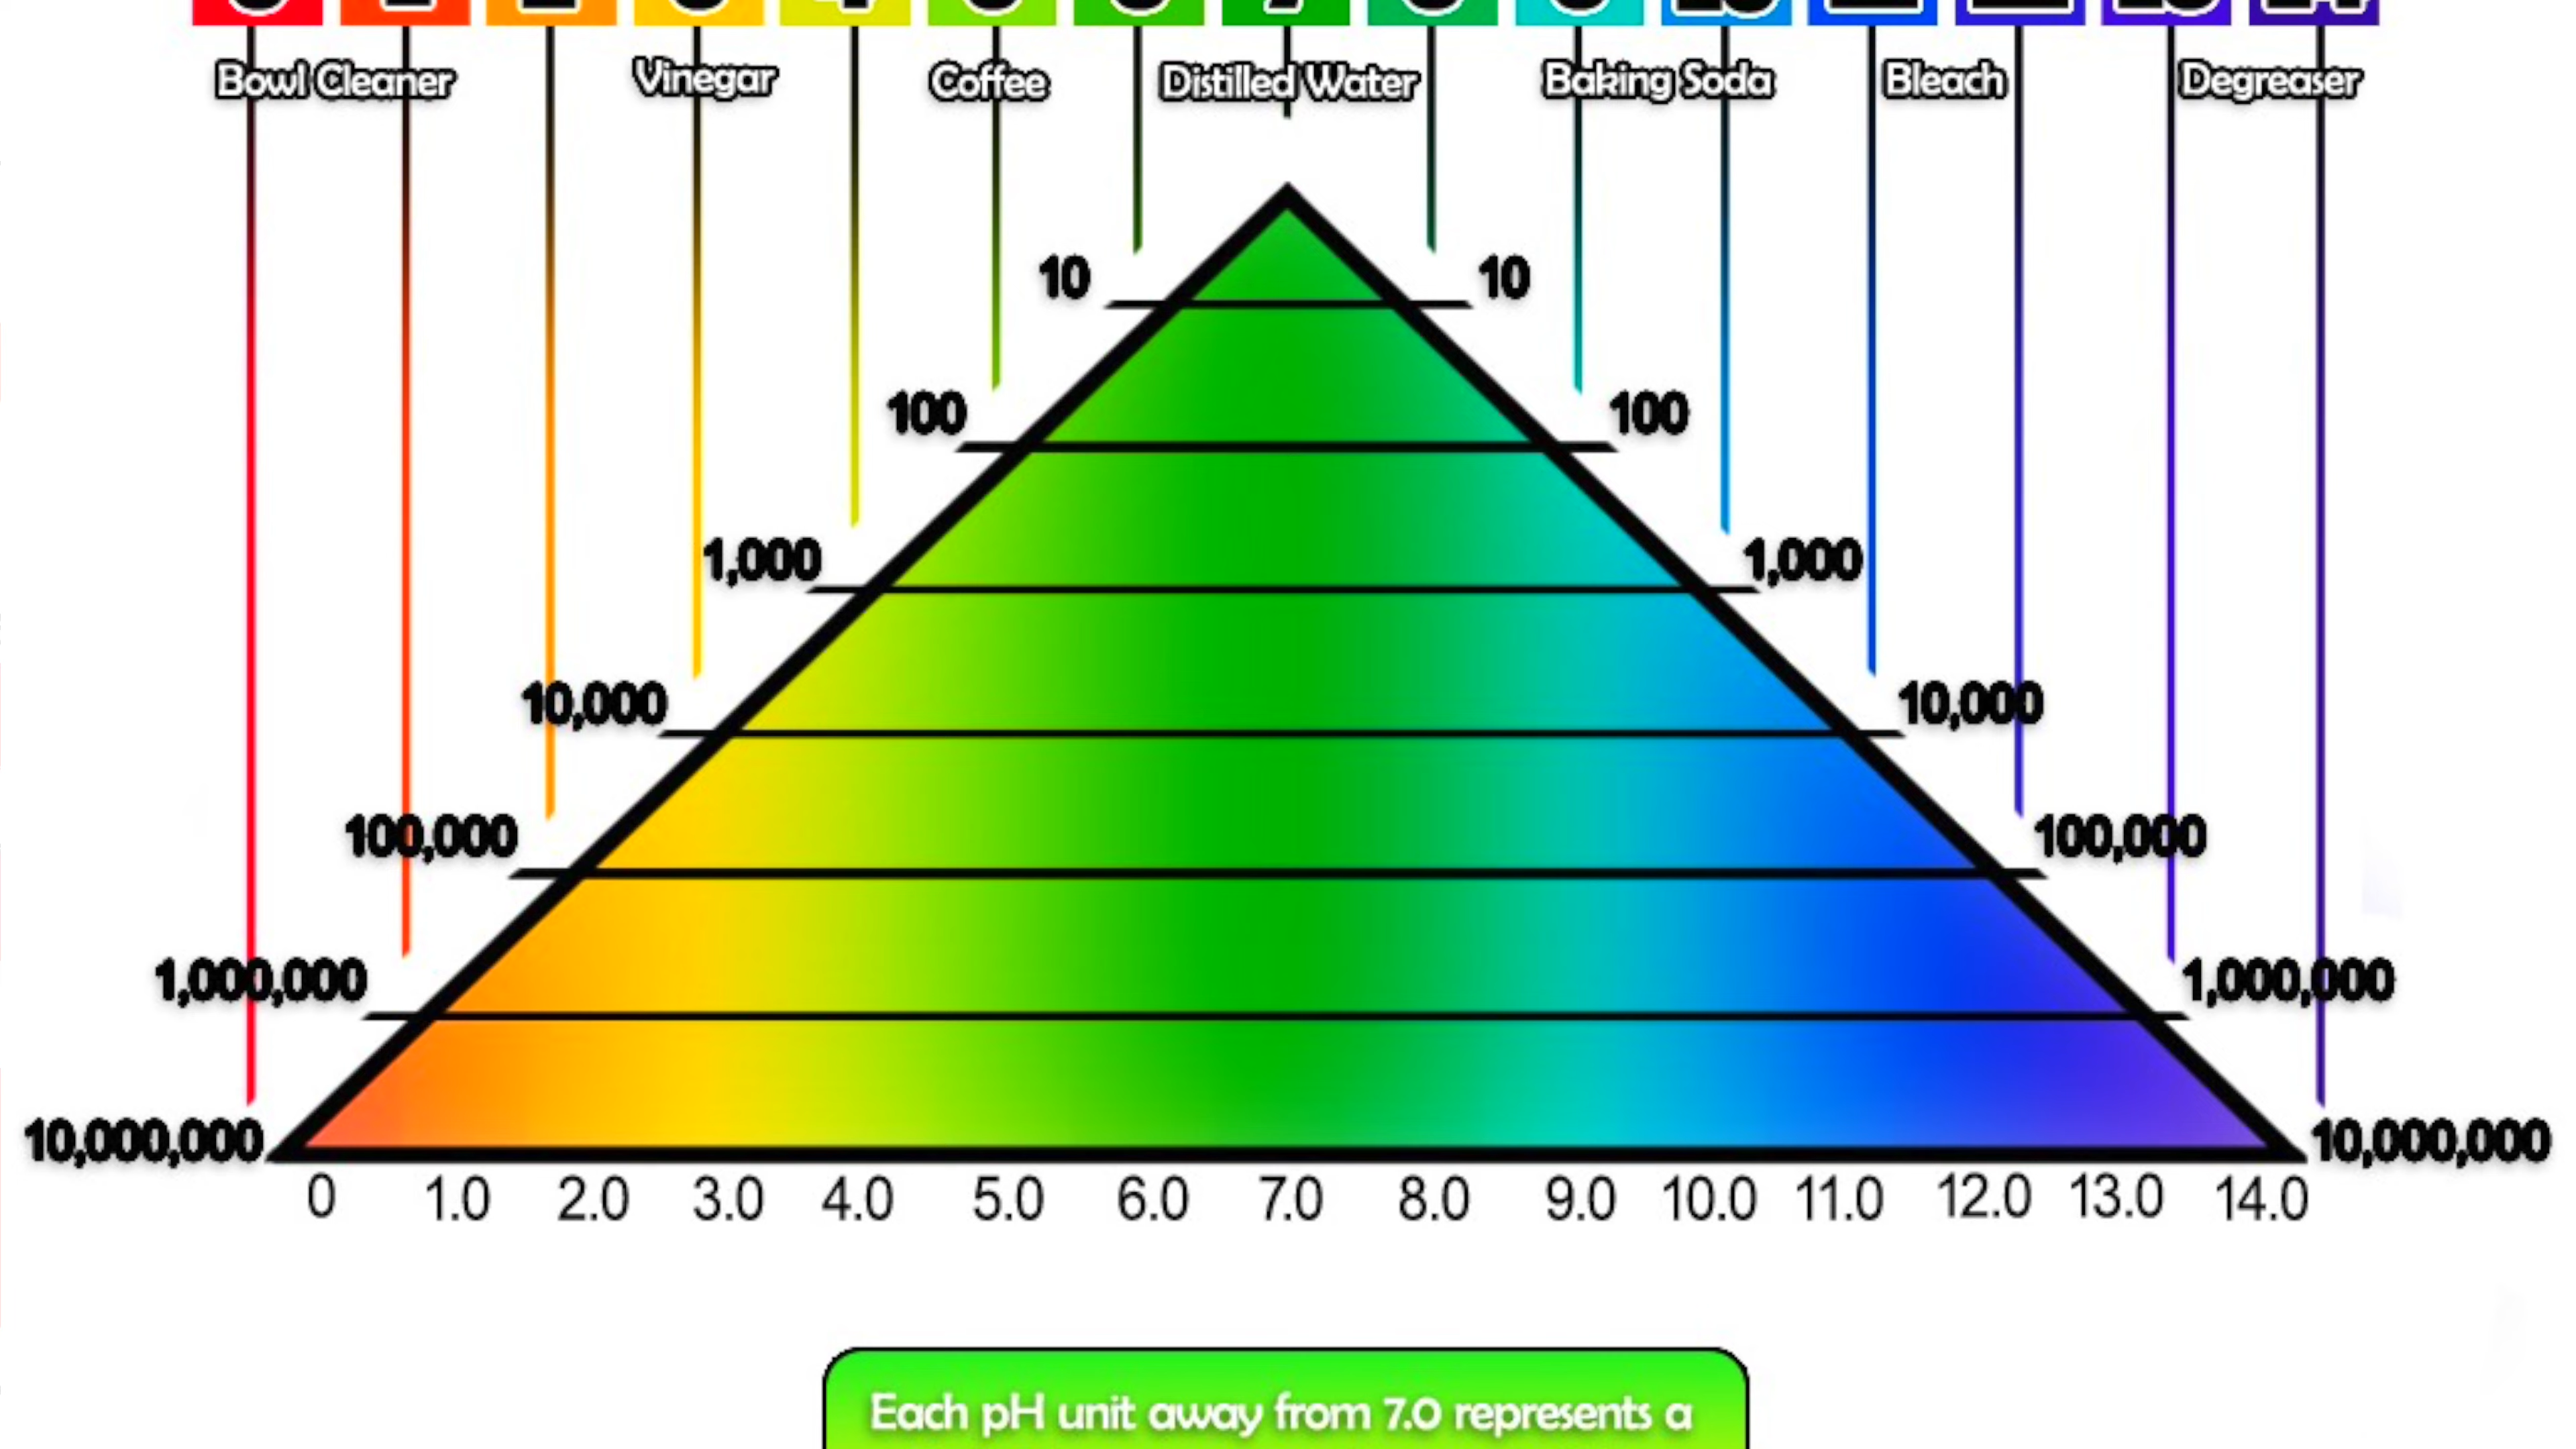 Bowl Cleaner Vinegar Coffee Distilled Water Baking Soda Bleach Degreaser
10 10
100 100
1,000 1,000
10,000 10,000
100,000 100,000
1,000,000 1,000,000
10,000,000 10,000,000
0 1.0 2.0 3.0 4.0 5.0 6.0 7.0 8.0 9.0 10.0 11.0 12.0 13.0 14.0
Each pH unit away from 7.0 represents a